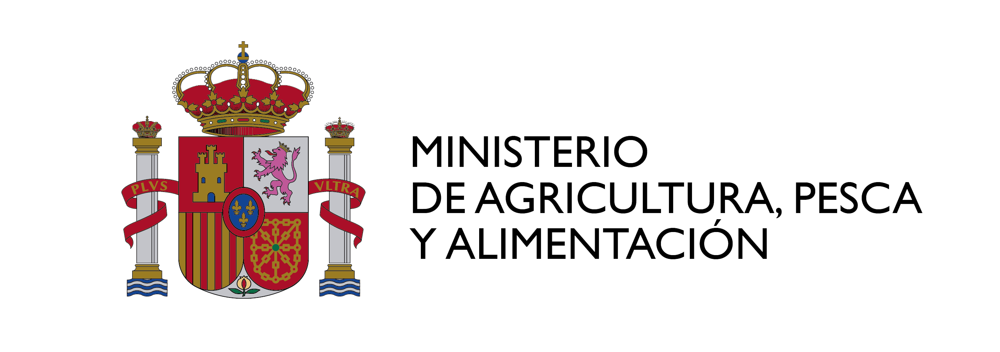 PLVS VLTRA
MINISTERIO
DE AGRICULTURA, PESCA
Y ALIMENTACIÓN